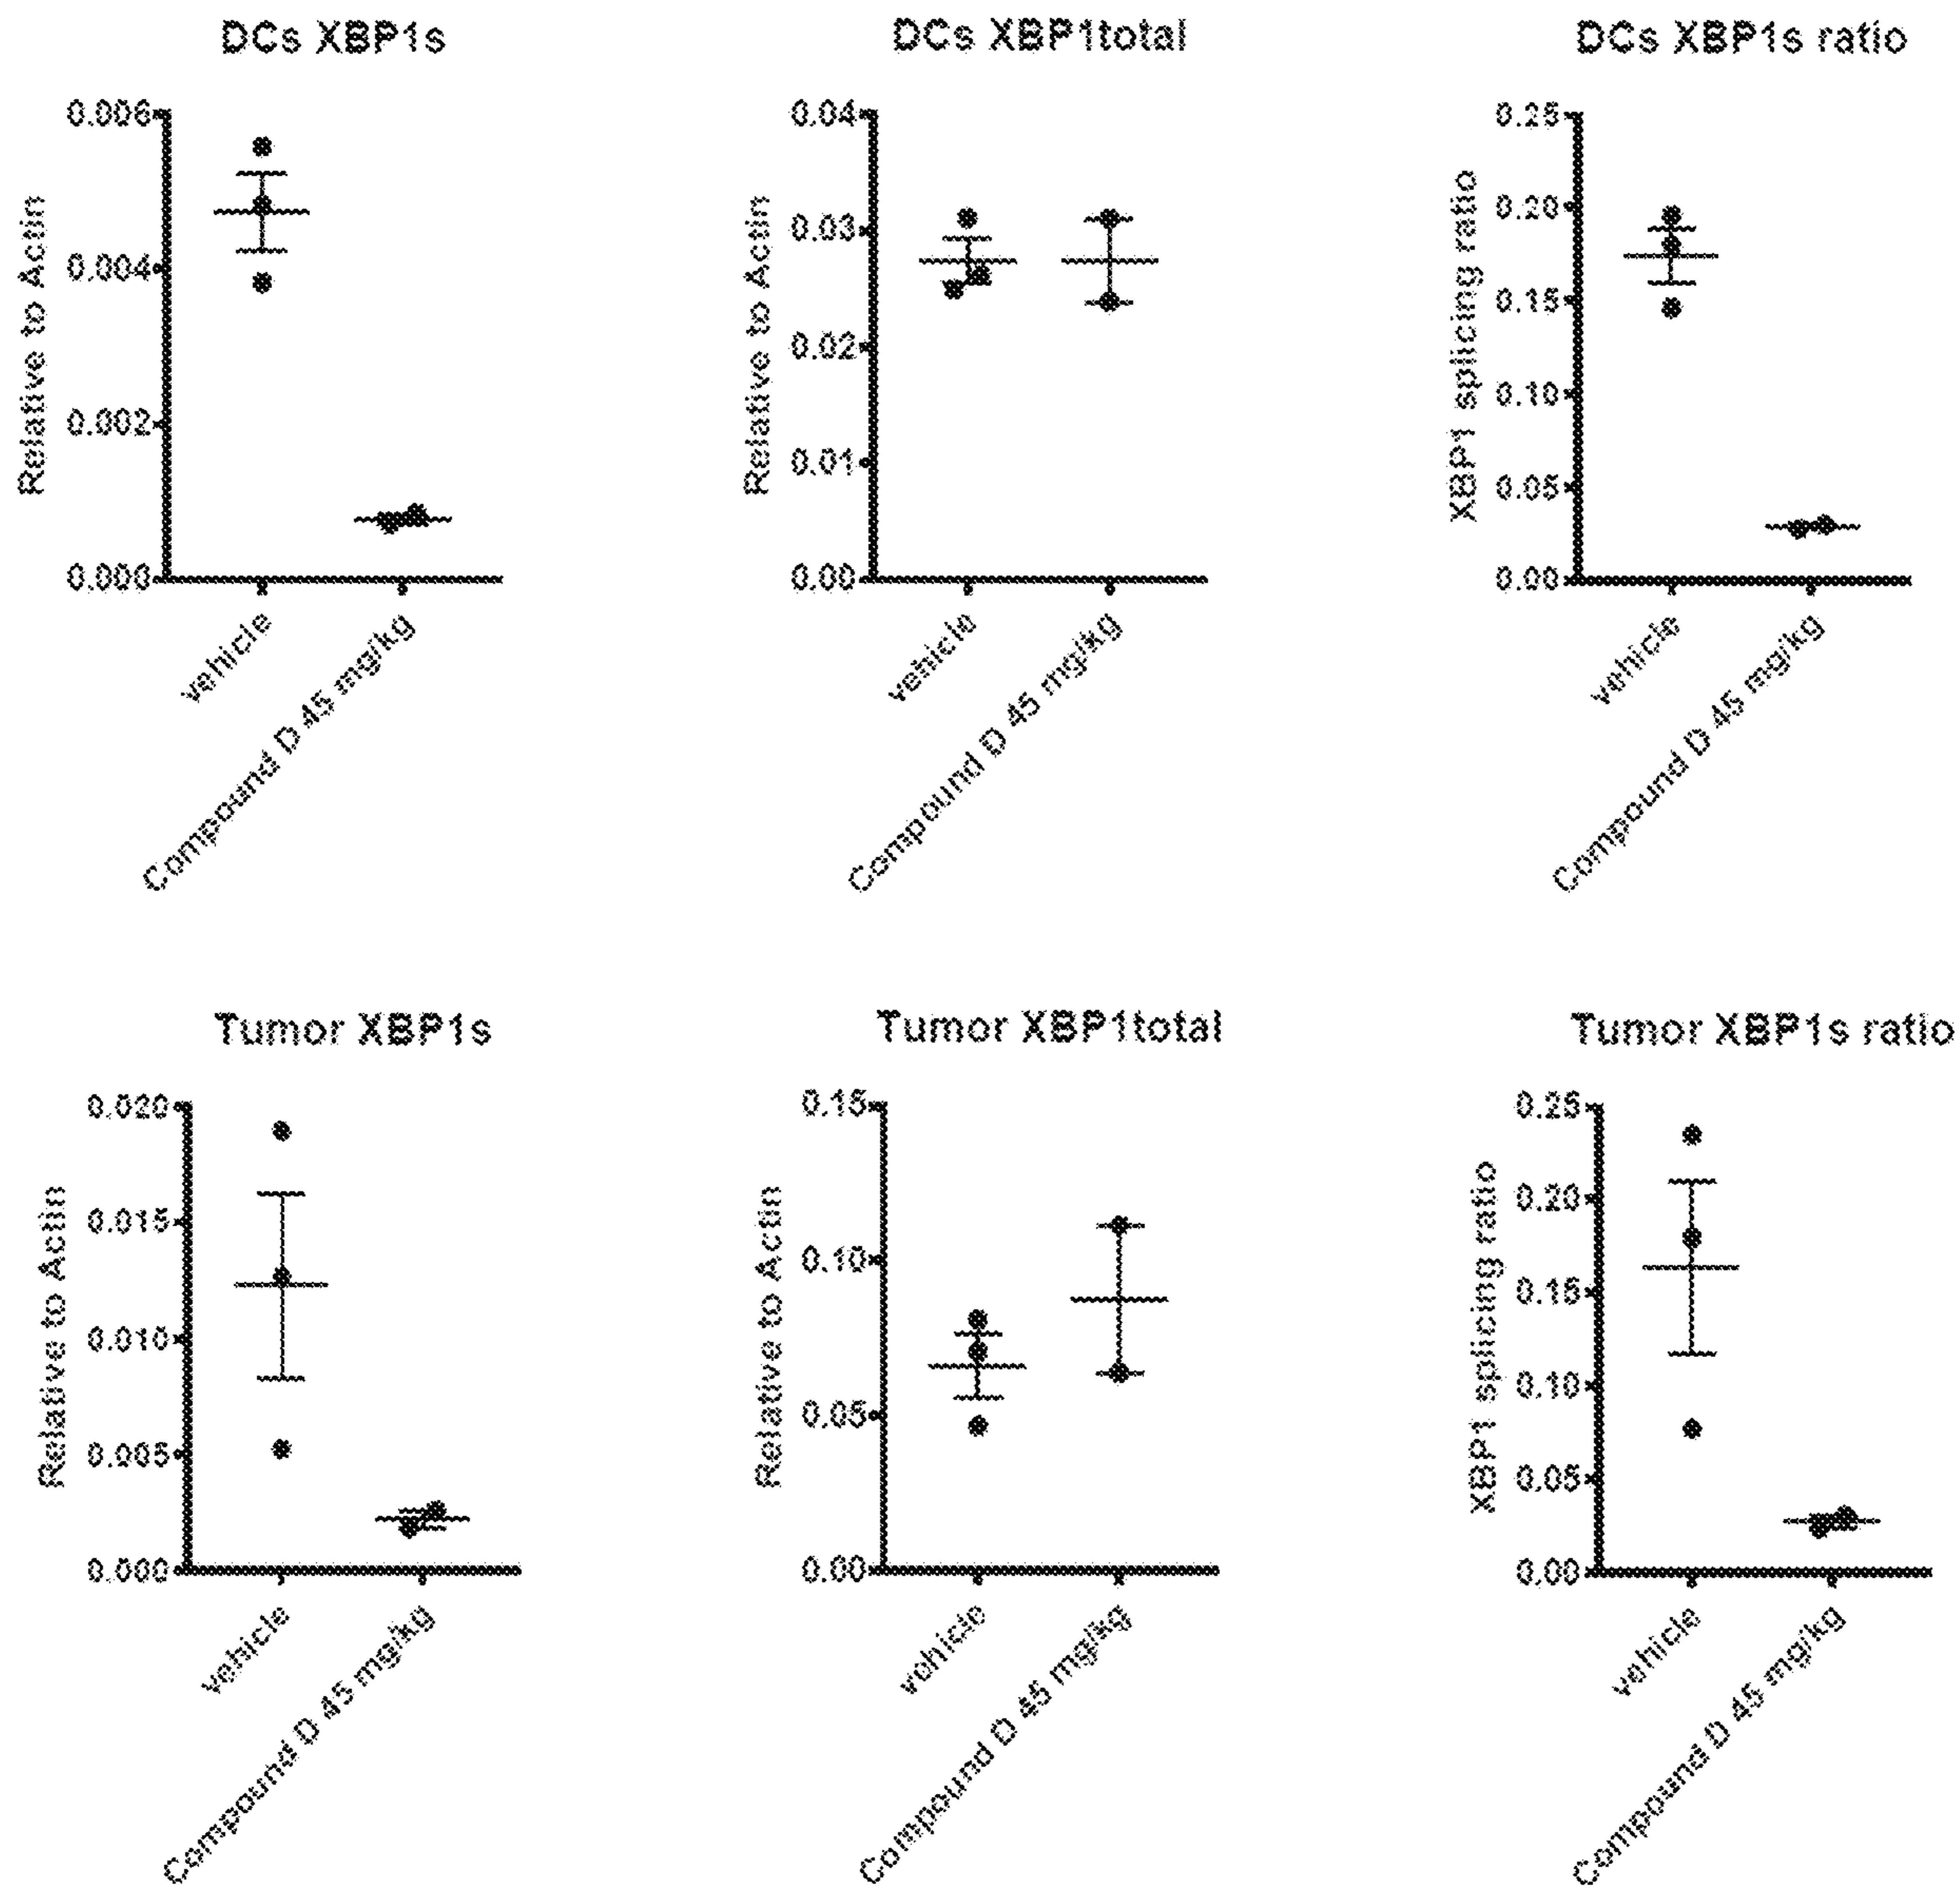 DCs XBP1s
Relative to Actin
0.006
0.004
0.002
0.000
vehicle
Compound D 45 mg/kg
DCs XBP1total
Relative to Actin
0.04
0.03
0.02
0.01
0.00
vehicle
Compound D 45 mg/kg
DCs XBP1s ratio
XBP1 splicing ratio
0.25
0.20
0.15
0.10
0.05
0.00
vehicle
Compound D 45 mg/kg
Tumor XBP1s
Relative to Actin
0.020
0.015
0.010
0.005
0.000
vehicle
Compound D 45 mg/kg
Tumor XBP1total
Relative to Actin
0.15
0.10
0.05
0.00
vehicle
Compound D 45 mg/kg
Tumor XBP1s ratio
XBP1 splicing ratio
0.25
0.20
0.15
0.10
0.05
0.00
vehicle
Compound D 45 mg/kg